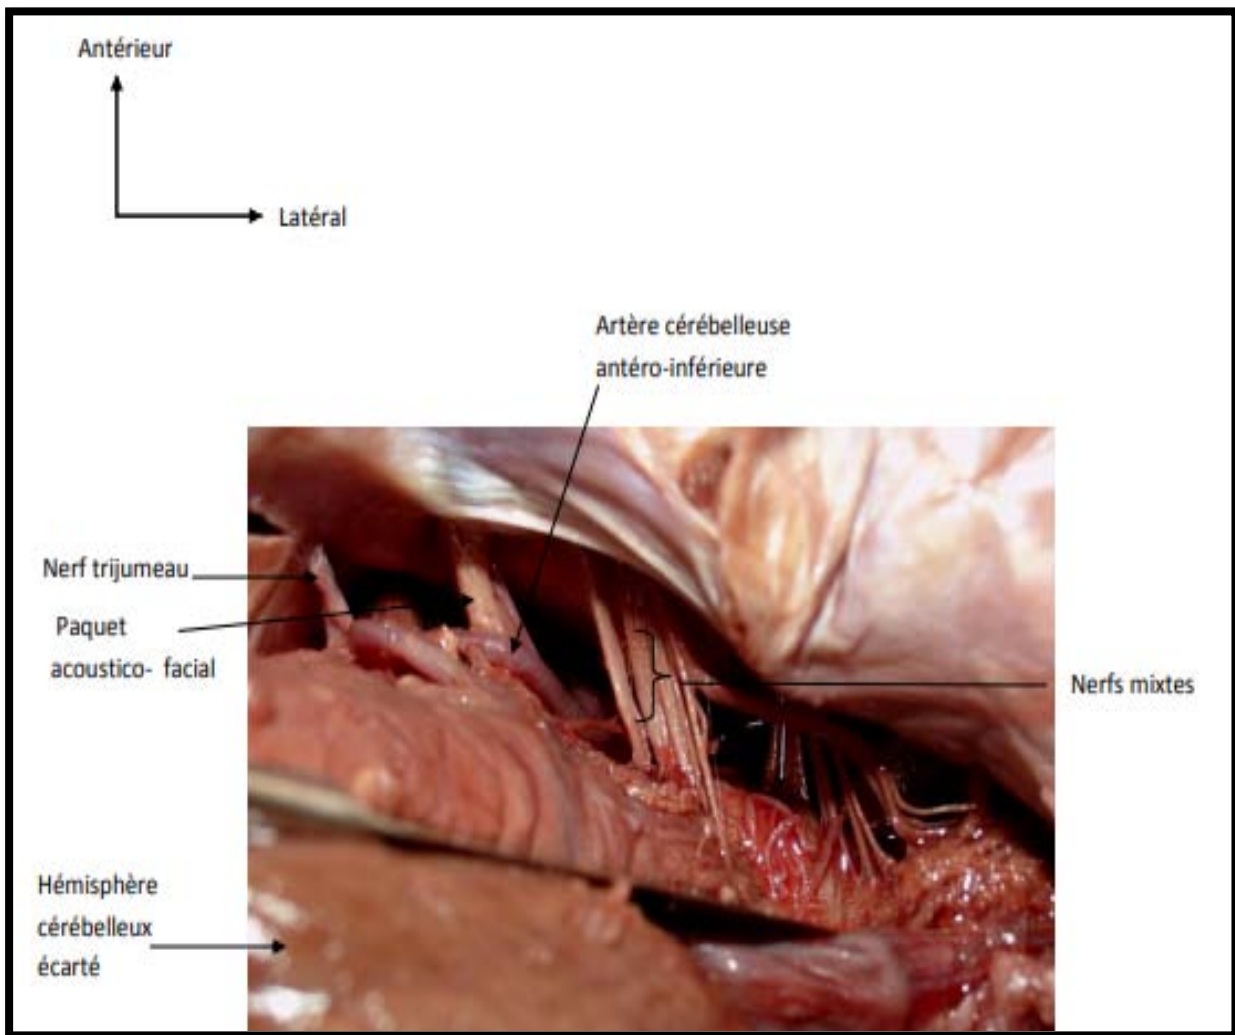 Antérieur
Latéral
Artère cérébelleuse
antéro-inférieure
Nerf trijumeau
Paquet
acoustico- facial
Nerfs mixtes
Hémisphère
cérébelleux
écarté